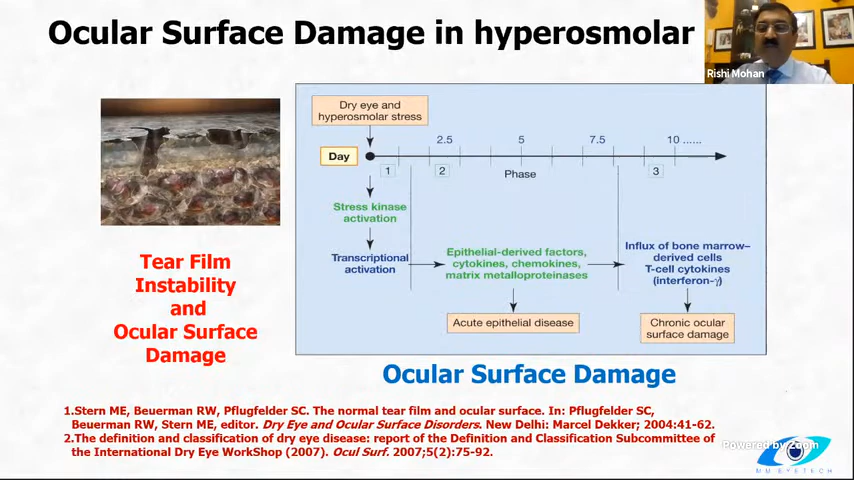 Ocular Surface Damage in hyperosmolar
Rishi Mohan
Dry eye and
hyperosmolar stress
Day
2.5
5
7.5
10 ......
1
2
Phase
3
Stress kinase
activation
Transcriptional
activation
Epithelial-derived factors,
cytokines, chemokines,
matrix metalloproteinases
Influx of bone marrow–
derived cells
T-cell cytokines
(interferon-γ)
Acute epithelial disease
Chronic ocular
surface damage
Tear Film
Instability
and
Ocular Surface
Damage
Ocular Surface Damage
1.Stern ME, Beuerman RW, Pflugfelder SC. The normal tear film and ocular surface. In: Pflugfelder SC,
Beuerman RW, Stern ME, editor. Dry Eye and Ocular Surface Disorders. New Delhi: Marcel Dekker; 2004:41-62.
2.The definition and classification of dry eye disease: report of the Definition and Classification Subcommittee of
the International Dry Eye WorkShop (2007). Ocul Surf. 2007;5(2):75-92.
Powered by Zoom
MM EYETECH